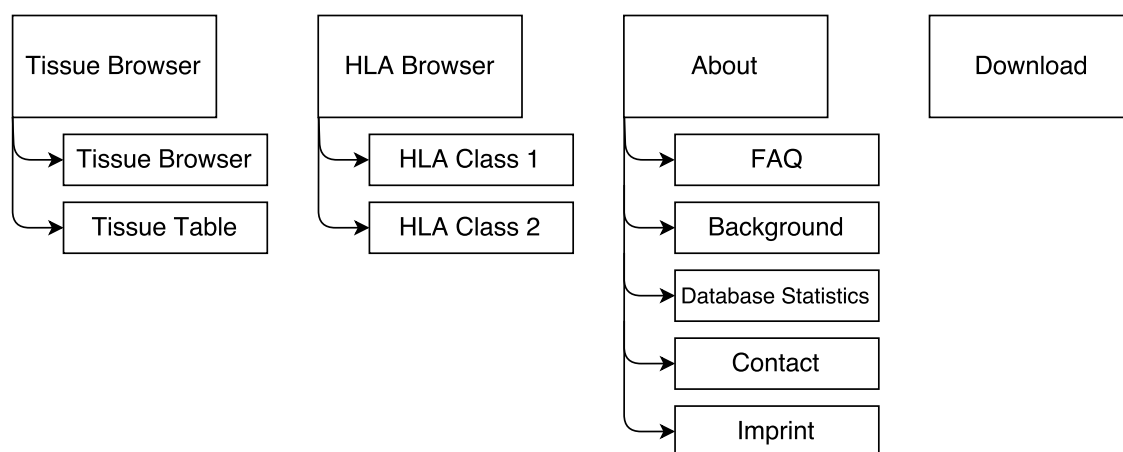 Tissue Browser
Tissue Browser
Tissue Table
HLA Browser
HLA Class 1
HLA Class 2
About
FAQ
Background
Database Statistics
Contact
Imprint
Download